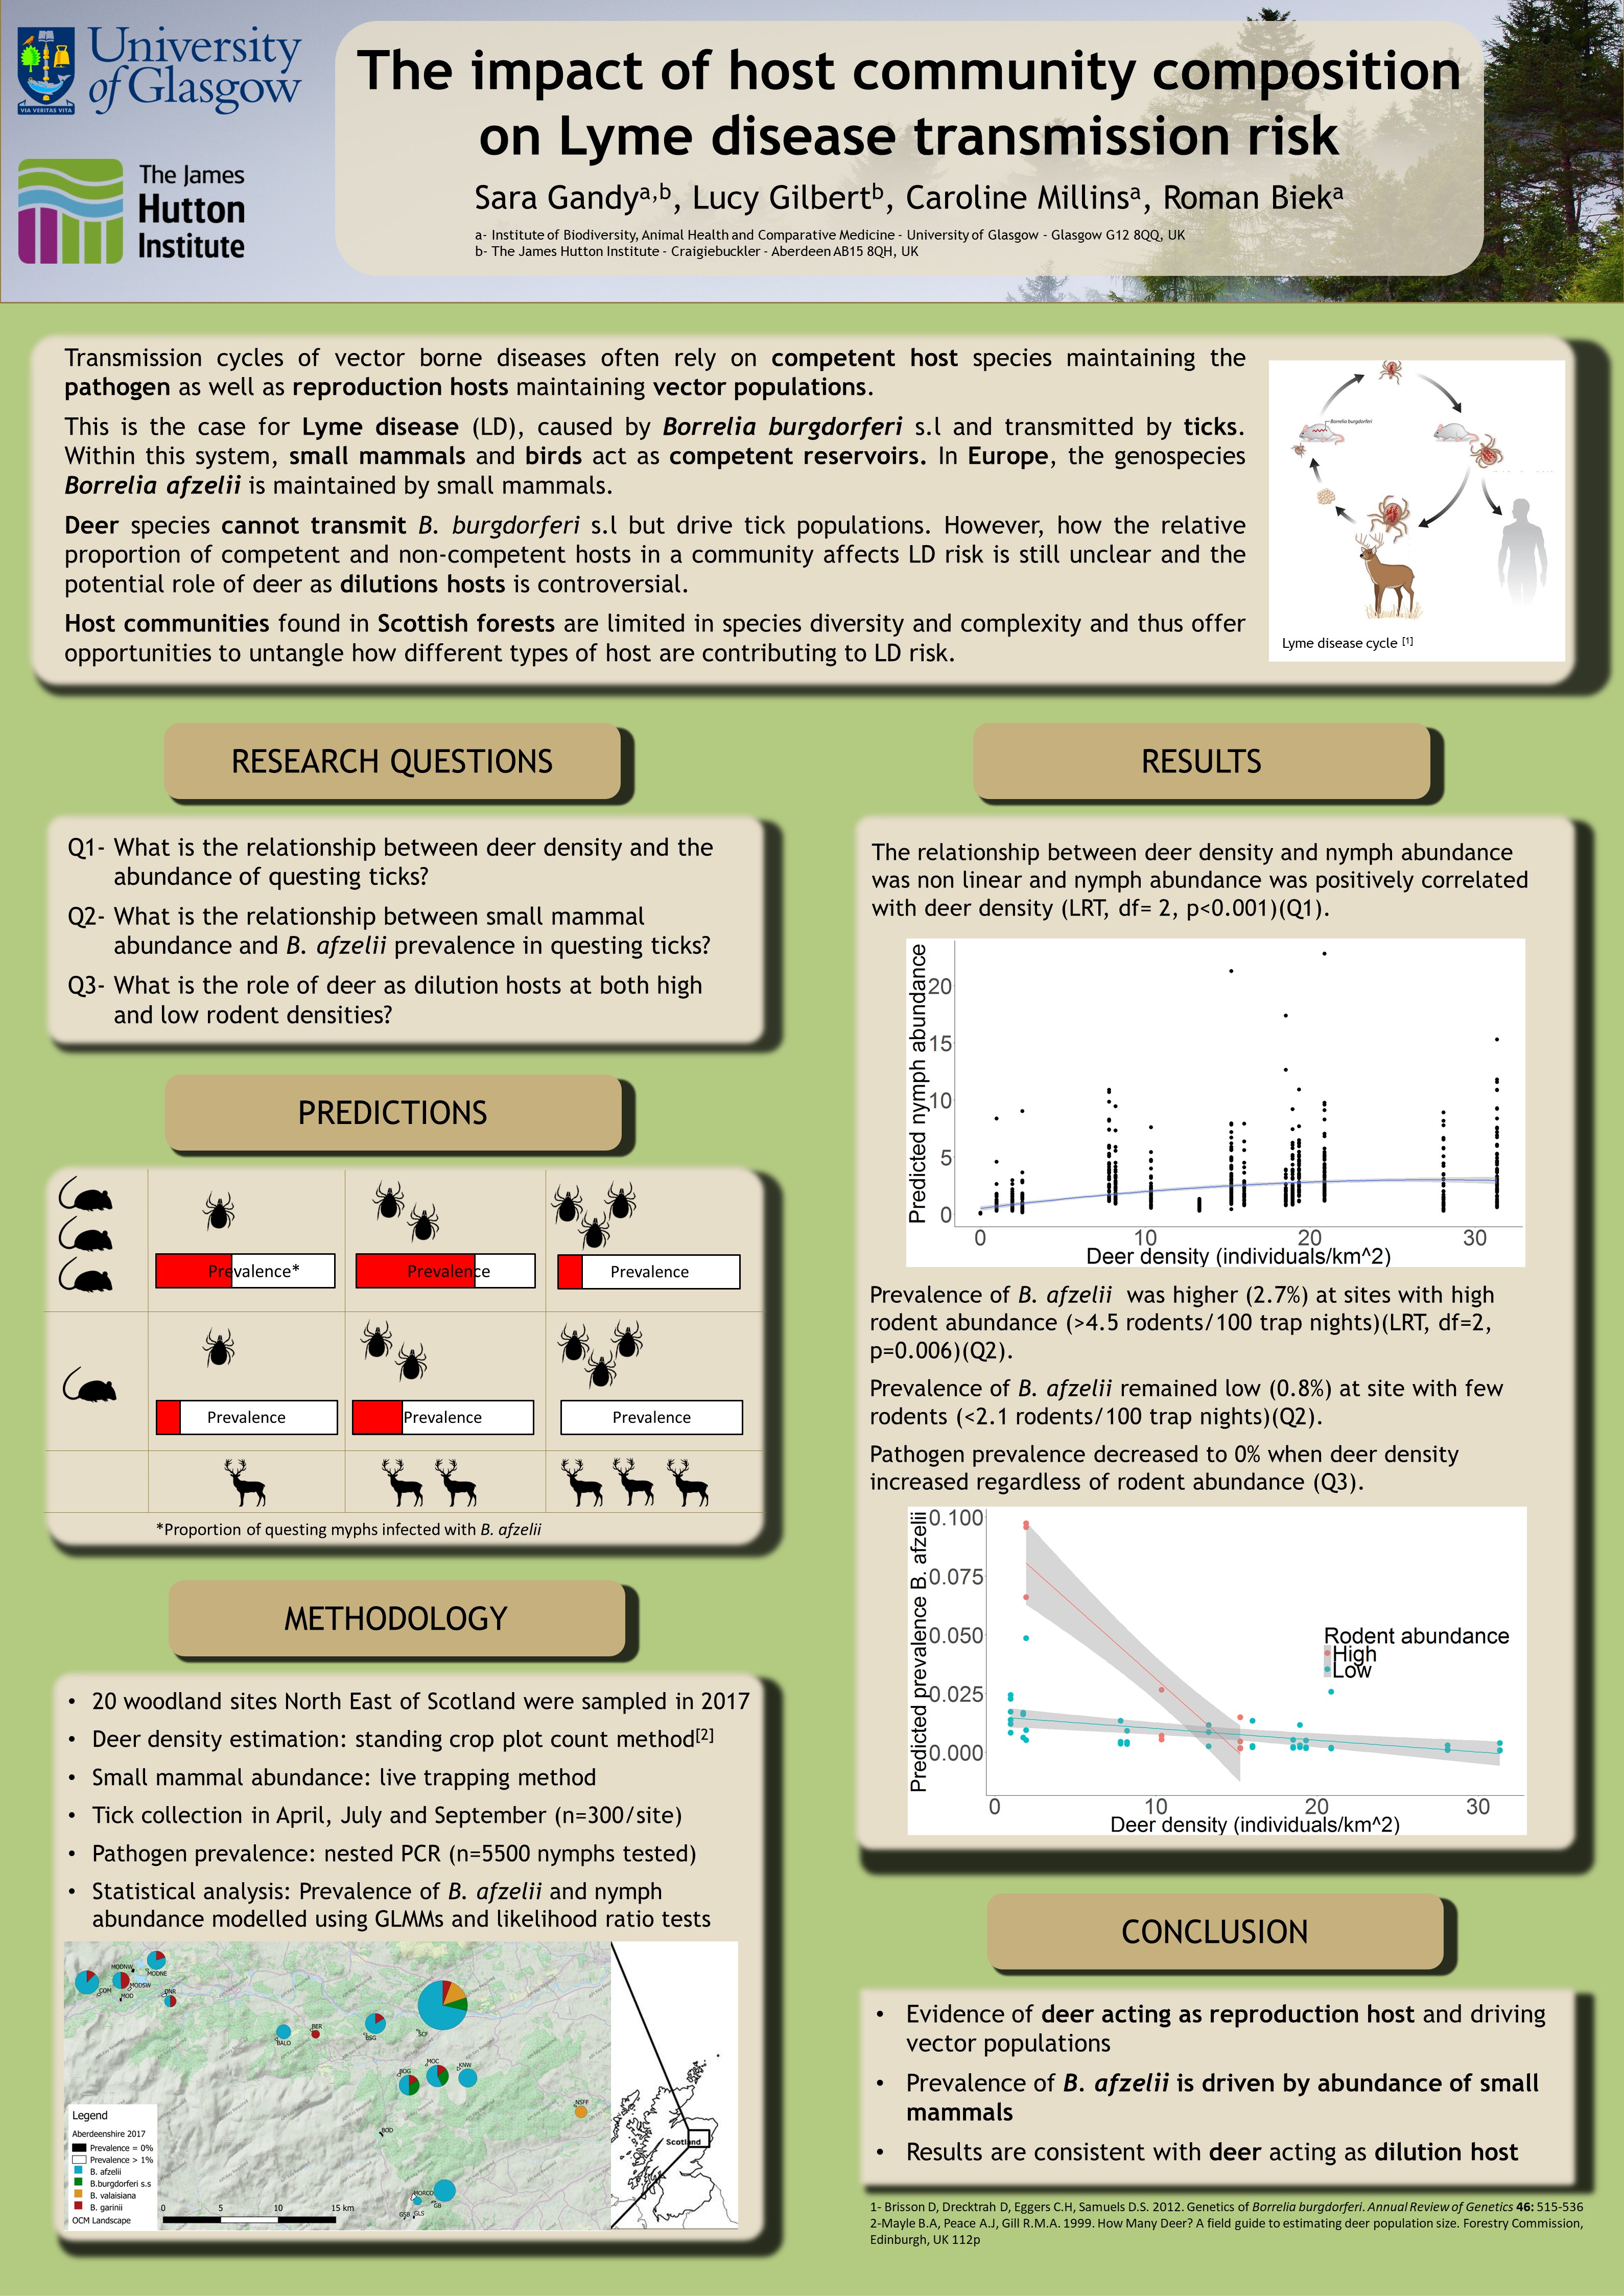 University
of Glasgow
VIA VERITAS VITA
The James
Hutton
Institute
The impact of host community composition
on Lyme disease transmission risk
Sara Gandyᵃ,ᵇ, Lucy Gilbertᵇ, Caroline Millinsᵃ, Roman Biekᵃ
a- Institute of Biodiversity, Animal Health and Comparative Medicine - University of Glasgow - Glasgow G12 8QQ, UK
b- The James Hutton Institute - Craigiebuckler - Aberdeen AB15 8QH, UK
Transmission cycles of vector borne diseases often rely on competent host species maintaining the
pathogen as well as reproduction hosts maintaining vector populations.
This is the case for Lyme disease (LD), caused by Borrelia burgdorferi s.l and transmitted by ticks.
Within this system, small mammals and birds act as competent reservoirs. In Europe, the genospecies
Borrelia afzelii is maintained by small mammals.
Deer species cannot transmit B. burgdorferi s.l but drive tick populations. However, how the relative
proportion of competent and non-competent hosts in a community affects LD risk is still unclear and the
potential role of deer as dilutions hosts is controversial.
Host communities found in Scottish forests are limited in species diversity and complexity and thus offer
opportunities to untangle how different types of host are contributing to LD risk.
Borrelia burgdorferi
Lyme disease cycle [1]
RESEARCH QUESTIONS
Q1- What is the relationship between deer density and the
abundance of questing ticks?
Q2- What is the relationship between small mammal
abundance and B. afzelii prevalence in questing ticks?
Q3- What is the role of deer as dilution hosts at both high
and low rodent densities?
PREDICTIONS
Prevalence*
Prevalence
Prevalence
Prevalence
Prevalence
Prevalence
*Proportion of questing myphs infected with B. afzelii
METHODOLOGY
• 20 woodland sites North East of Scotland were sampled in 2017
• Deer density estimation: standing crop plot count method[2]
• Small mammal abundance: live trapping method
• Tick collection in April, July and September (n=300/site)
• Pathogen prevalence: nested PCR (n=5500 nymphs tested)
• Statistical analysis: Prevalence of B. afzelii and nymph
abundance modelled using GLMMs and likelihood ratio tests
MODNW
MODNE
COM
MODSW
MOD
DNR
BALD
BER
BSG
SCF
BOG
MOC
KNW
NSFF
BOD
MORCO
GB
GSB
GLS
Scotland
Legend
Aberdeenshire 2017
Prevalence = 0%
Prevalence > 1%
B. afzelii
B.burgdorferi s.s
B. valaisiana
B. garinii
OCM Landscape
0 5 10 15 km
RESULTS
The relationship between deer density and nymph abundance
was non linear and nymph abundance was positively correlated
with deer density (LRT, df= 2, p<0.001)(Q1).
Predicted nymph abundance
20
15
10
5
0
0 10 20 30
Deer density (individuals/km^2)
Prevalence of B. afzelii was higher (2.7%) at sites with high
rodent abundance (>4.5 rodents/100 trap nights)(LRT, df=2,
p=0.006)(Q2).
Prevalence of B. afzelii remained low (0.8%) at site with few
rodents (<2.1 rodents/100 trap nights)(Q2).
Pathogen prevalence decreased to 0% when deer density
increased regardless of rodent abundance (Q3).
Predicted prevalence B. afzelii
0.100
0.075
0.050
0.025
0.000
Rodent abundance
High
Low
0 10 20 30
Deer density (individuals/km^2)
CONCLUSION
• Evidence of deer acting as reproduction host and driving
vector populations
• Prevalence of B. afzelii is driven by abundance of small
mammals
• Results are consistent with deer acting as dilution host
1- Brisson D, Drecktrah D, Eggers C.H, Samuels D.S. 2012. Genetics of Borrelia burgdorferi. Annual Review of Genetics 46: 515-536
2-Mayle B.A, Peace A.J, Gill R.M.A. 1999. How Many Deer? A field guide to estimating deer population size. Forestry Commission,
Edinburgh, UK 112p